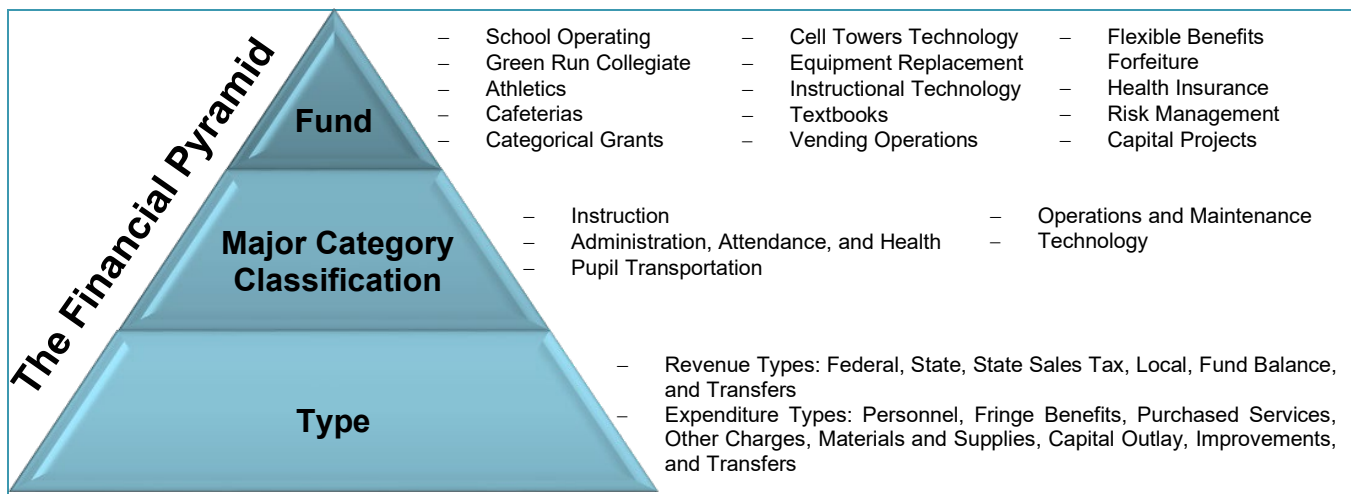 The Financial Pyramid
Fund
– School Operating
– Green Run Collegiate
– Athletics
– Cafeterias
– Categorical Grants
– Cell Towers Technology
– Equipment Replacement
– Instructional Technology
– Textbooks
– Vending Operations
– Flexible Benefits
Forfeiture
– Health Insurance
– Risk Management
– Capital Projects
Major Category
Classification
– Instruction
– Administration, Attendance, and Health
– Pupil Transportation
– Operations and Maintenance
– Technology
Type
– Revenue Types: Federal, State, State Sales Tax, Local, Fund Balance,
and Transfers
– Expenditure Types: Personnel, Fringe Benefits, Purchased Services,
Other Charges, Materials and Supplies, Capital Outlay, Improvements,
and Transfers